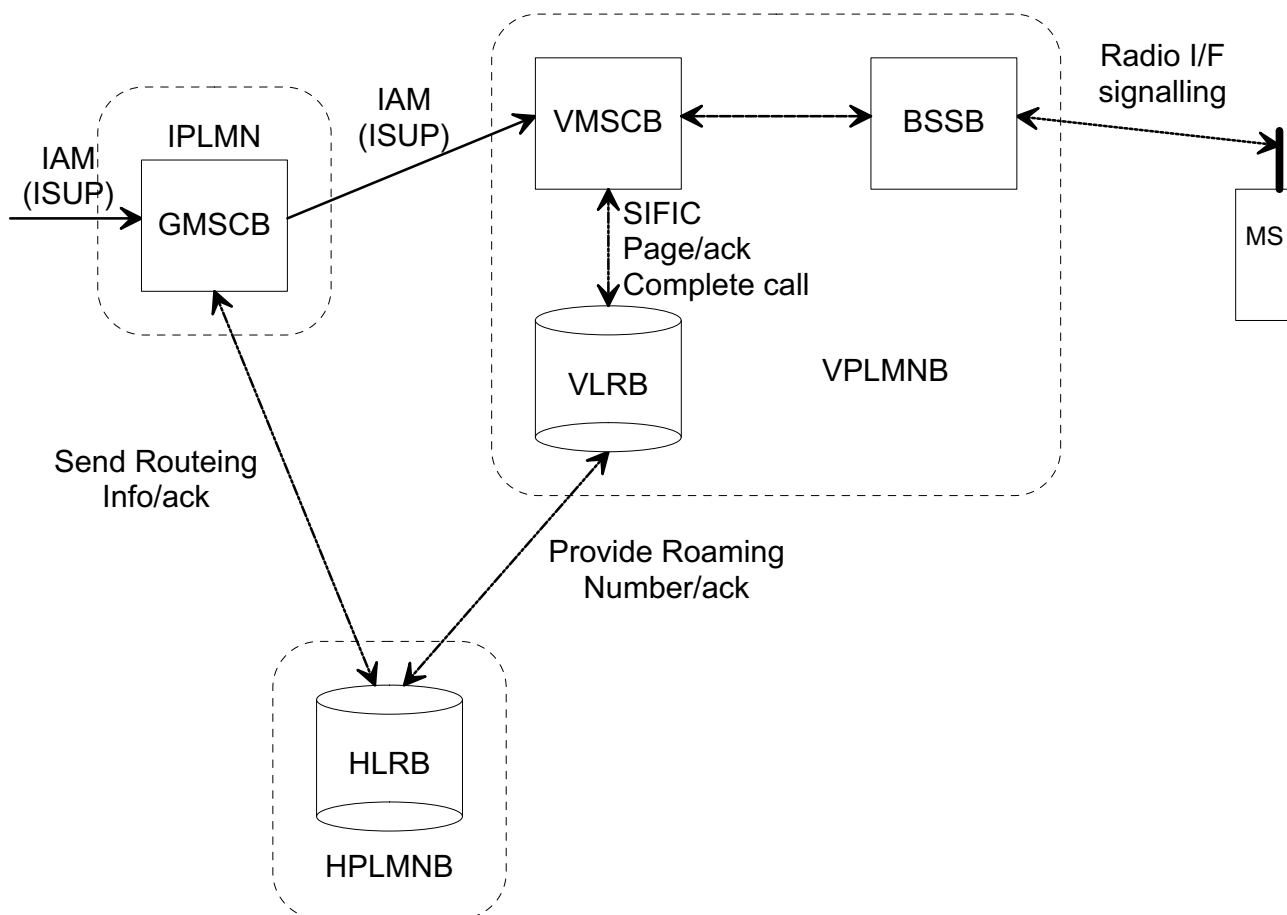 IAM
(ISUP)
IPLMN
GMSCB
IAM
(ISUP)
VMSCB
BSSB
Radio I/F
signalling
MS
SIFIC
Page/ack
Complete call
VLRB
VPLMNB
Send Routeing
Info/ack
Provide Roaming
Number/ack
HLRB
HPLMNB